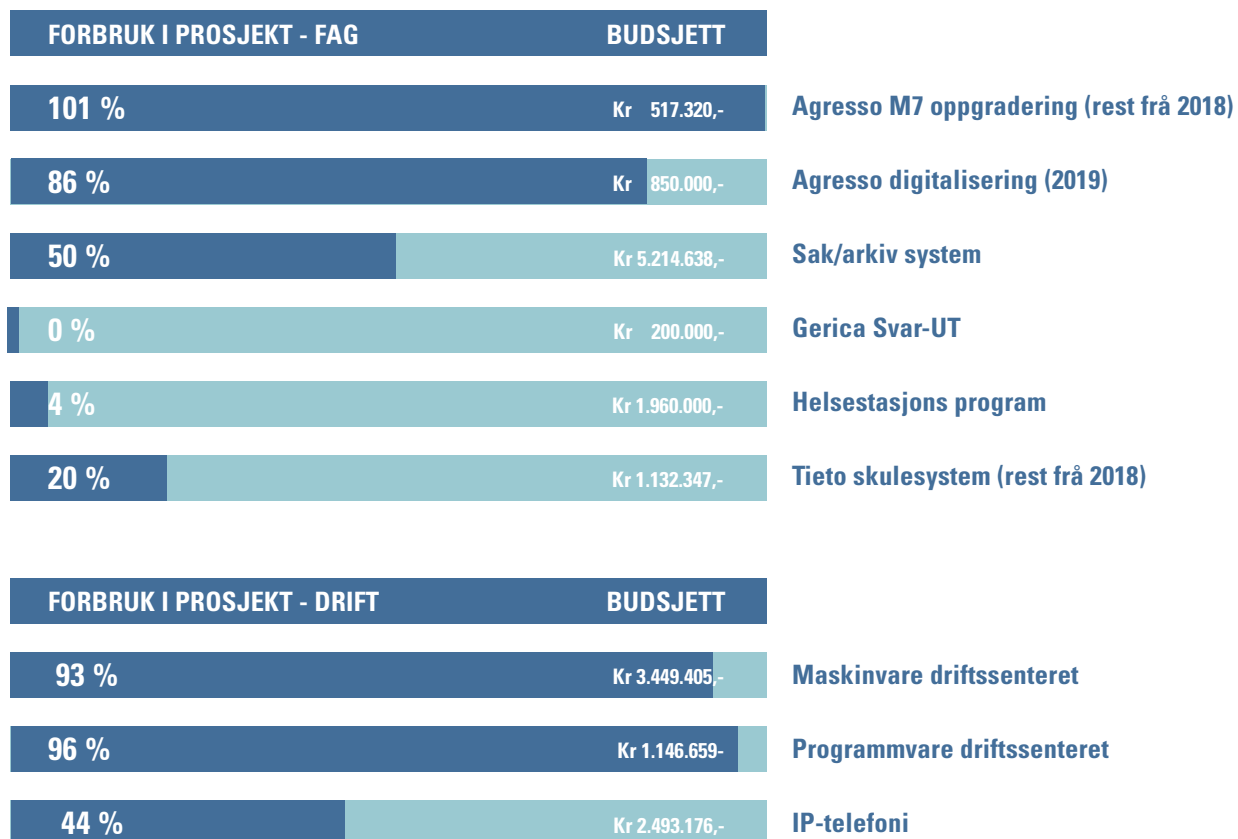 FORBRUK I PROSJEKT - FAG BUDSJETT
101 % Kr 517.320,- Agresso M7 oppgradering (rest frå 2018)
86 % Kr 850.000,- Agresso digitalisering (2019)
50 % Kr 5.214.638,- Sak/arkiv system
0 % Kr 200.000,- Gerica Svar-UT
4 % Kr 1.960.000,- Helsestasjons program
20 % Kr 1.132.347,- Tieto skulesystem (rest frå 2018)
FORBRUK I PROSJEKT - DRIFT BUDSJETT
93 % Kr 3.449.405,- Maskinvare driftssenteret
96 % Kr 1.146.659- Programmvare driftssenteret
44 % Kr 2.493.176,- IP-telefoni